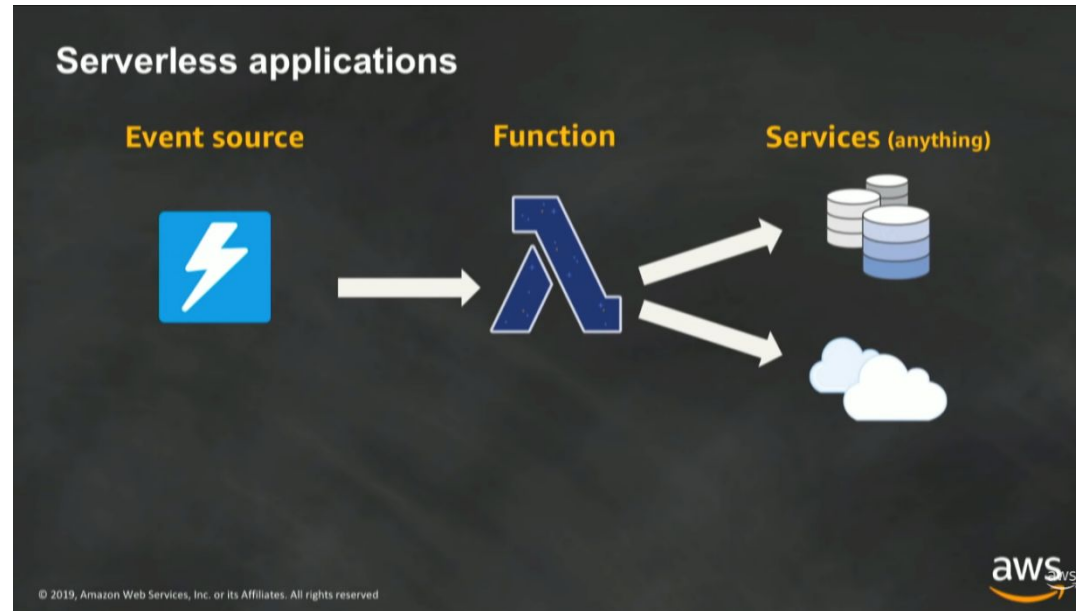 Serverless applications
Event source
Function
Services (anything)
aws
aws
© 2019, Amazon Web Services, Inc. or its Affiliates. All rights reserved